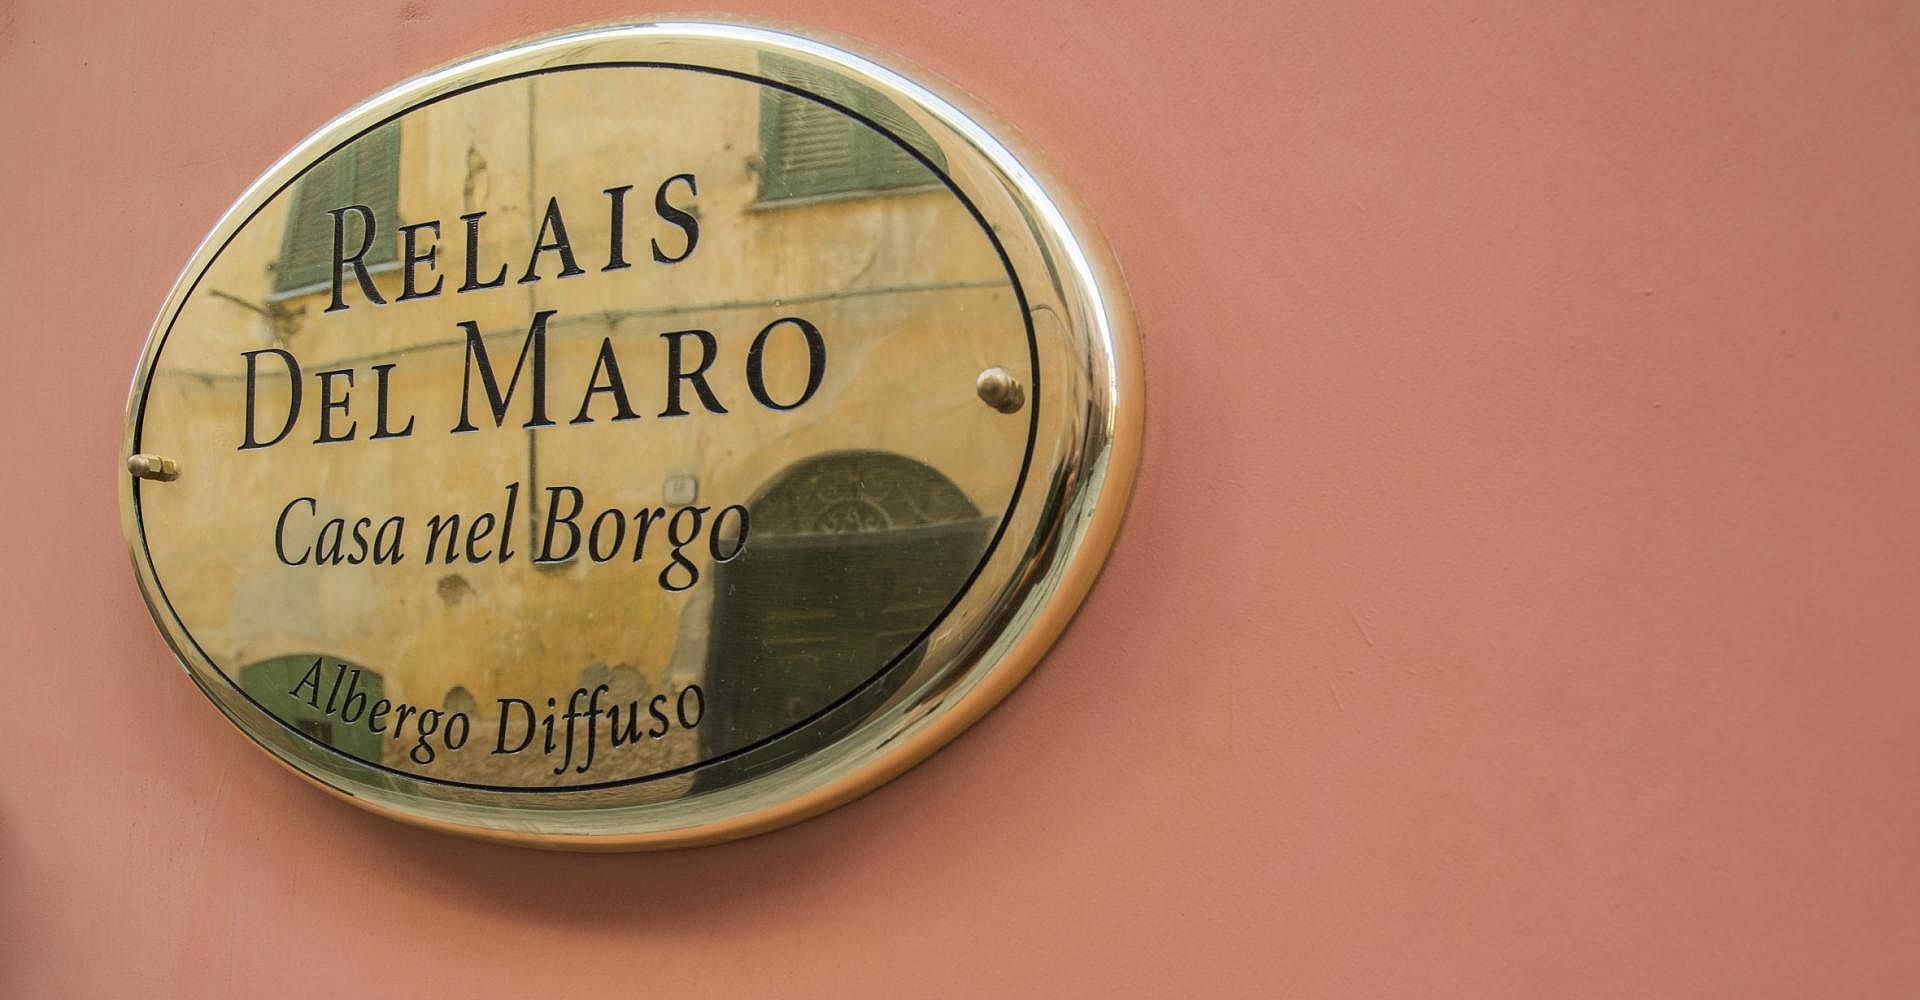 RELAIS
DEL MARO
Casa nel Borgo
Albergo Diffuso